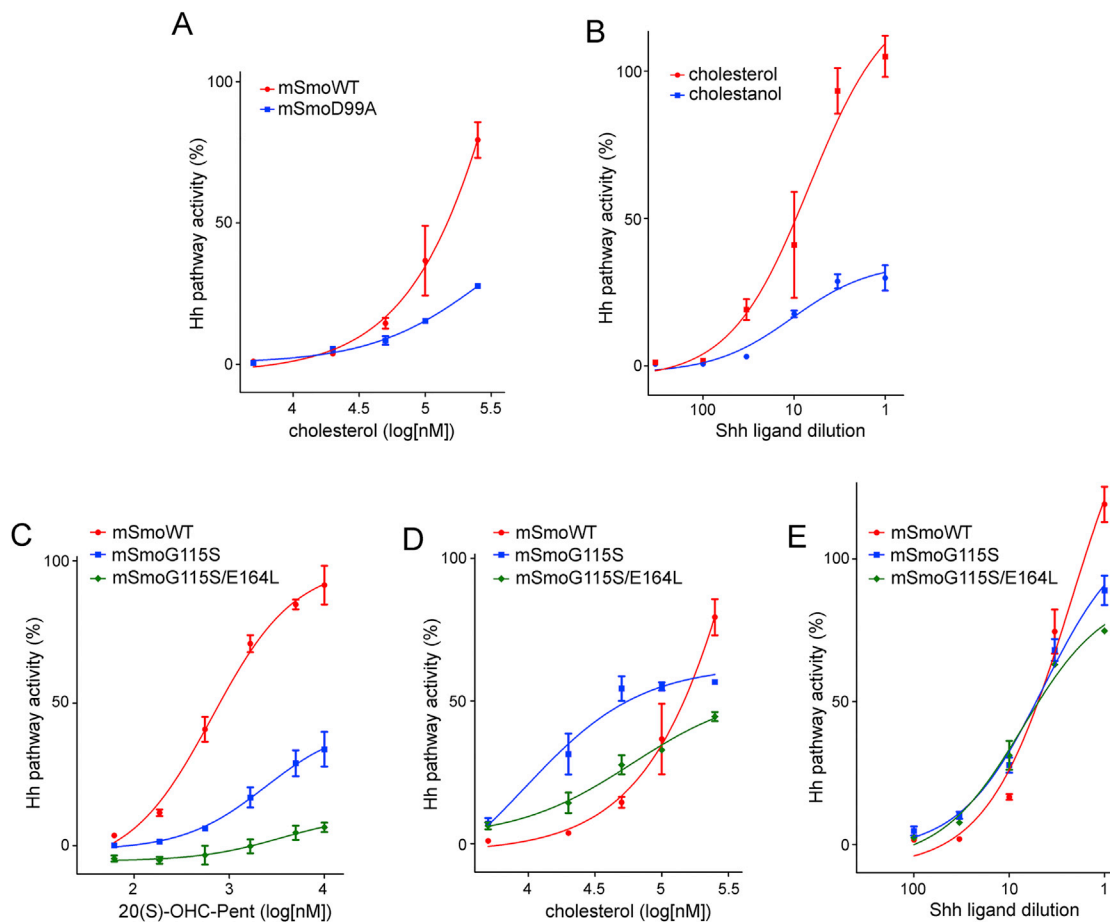 A
mSmoWT
mSmoD99A
Hh pathway activity (%)
100
50
0
4
4.5
5
5.5
cholesterol (log[nM])
B
cholesterol
cholestanol
Hh pathway activity (%)
100
50
0
100
10
1
Shh ligand dilution
C
mSmoWT
mSmoG115S
mSmoG115S/E164L
Hh pathway activity (%)
100
50
0
2
3
4
20(S)-OHC-Pent (log[nM])
D
mSmoWT
mSmoG115S
mSmoG115S/E164L
Hh pathway activity (%)
100
50
0
4
4.5
5
5.5
cholesterol (log[nM])
E
mSmoWT
mSmoG115S
mSmoG115S/E164L
Hh pathway activity (%)
100
50
0
100
10
1
Shh ligand dilution